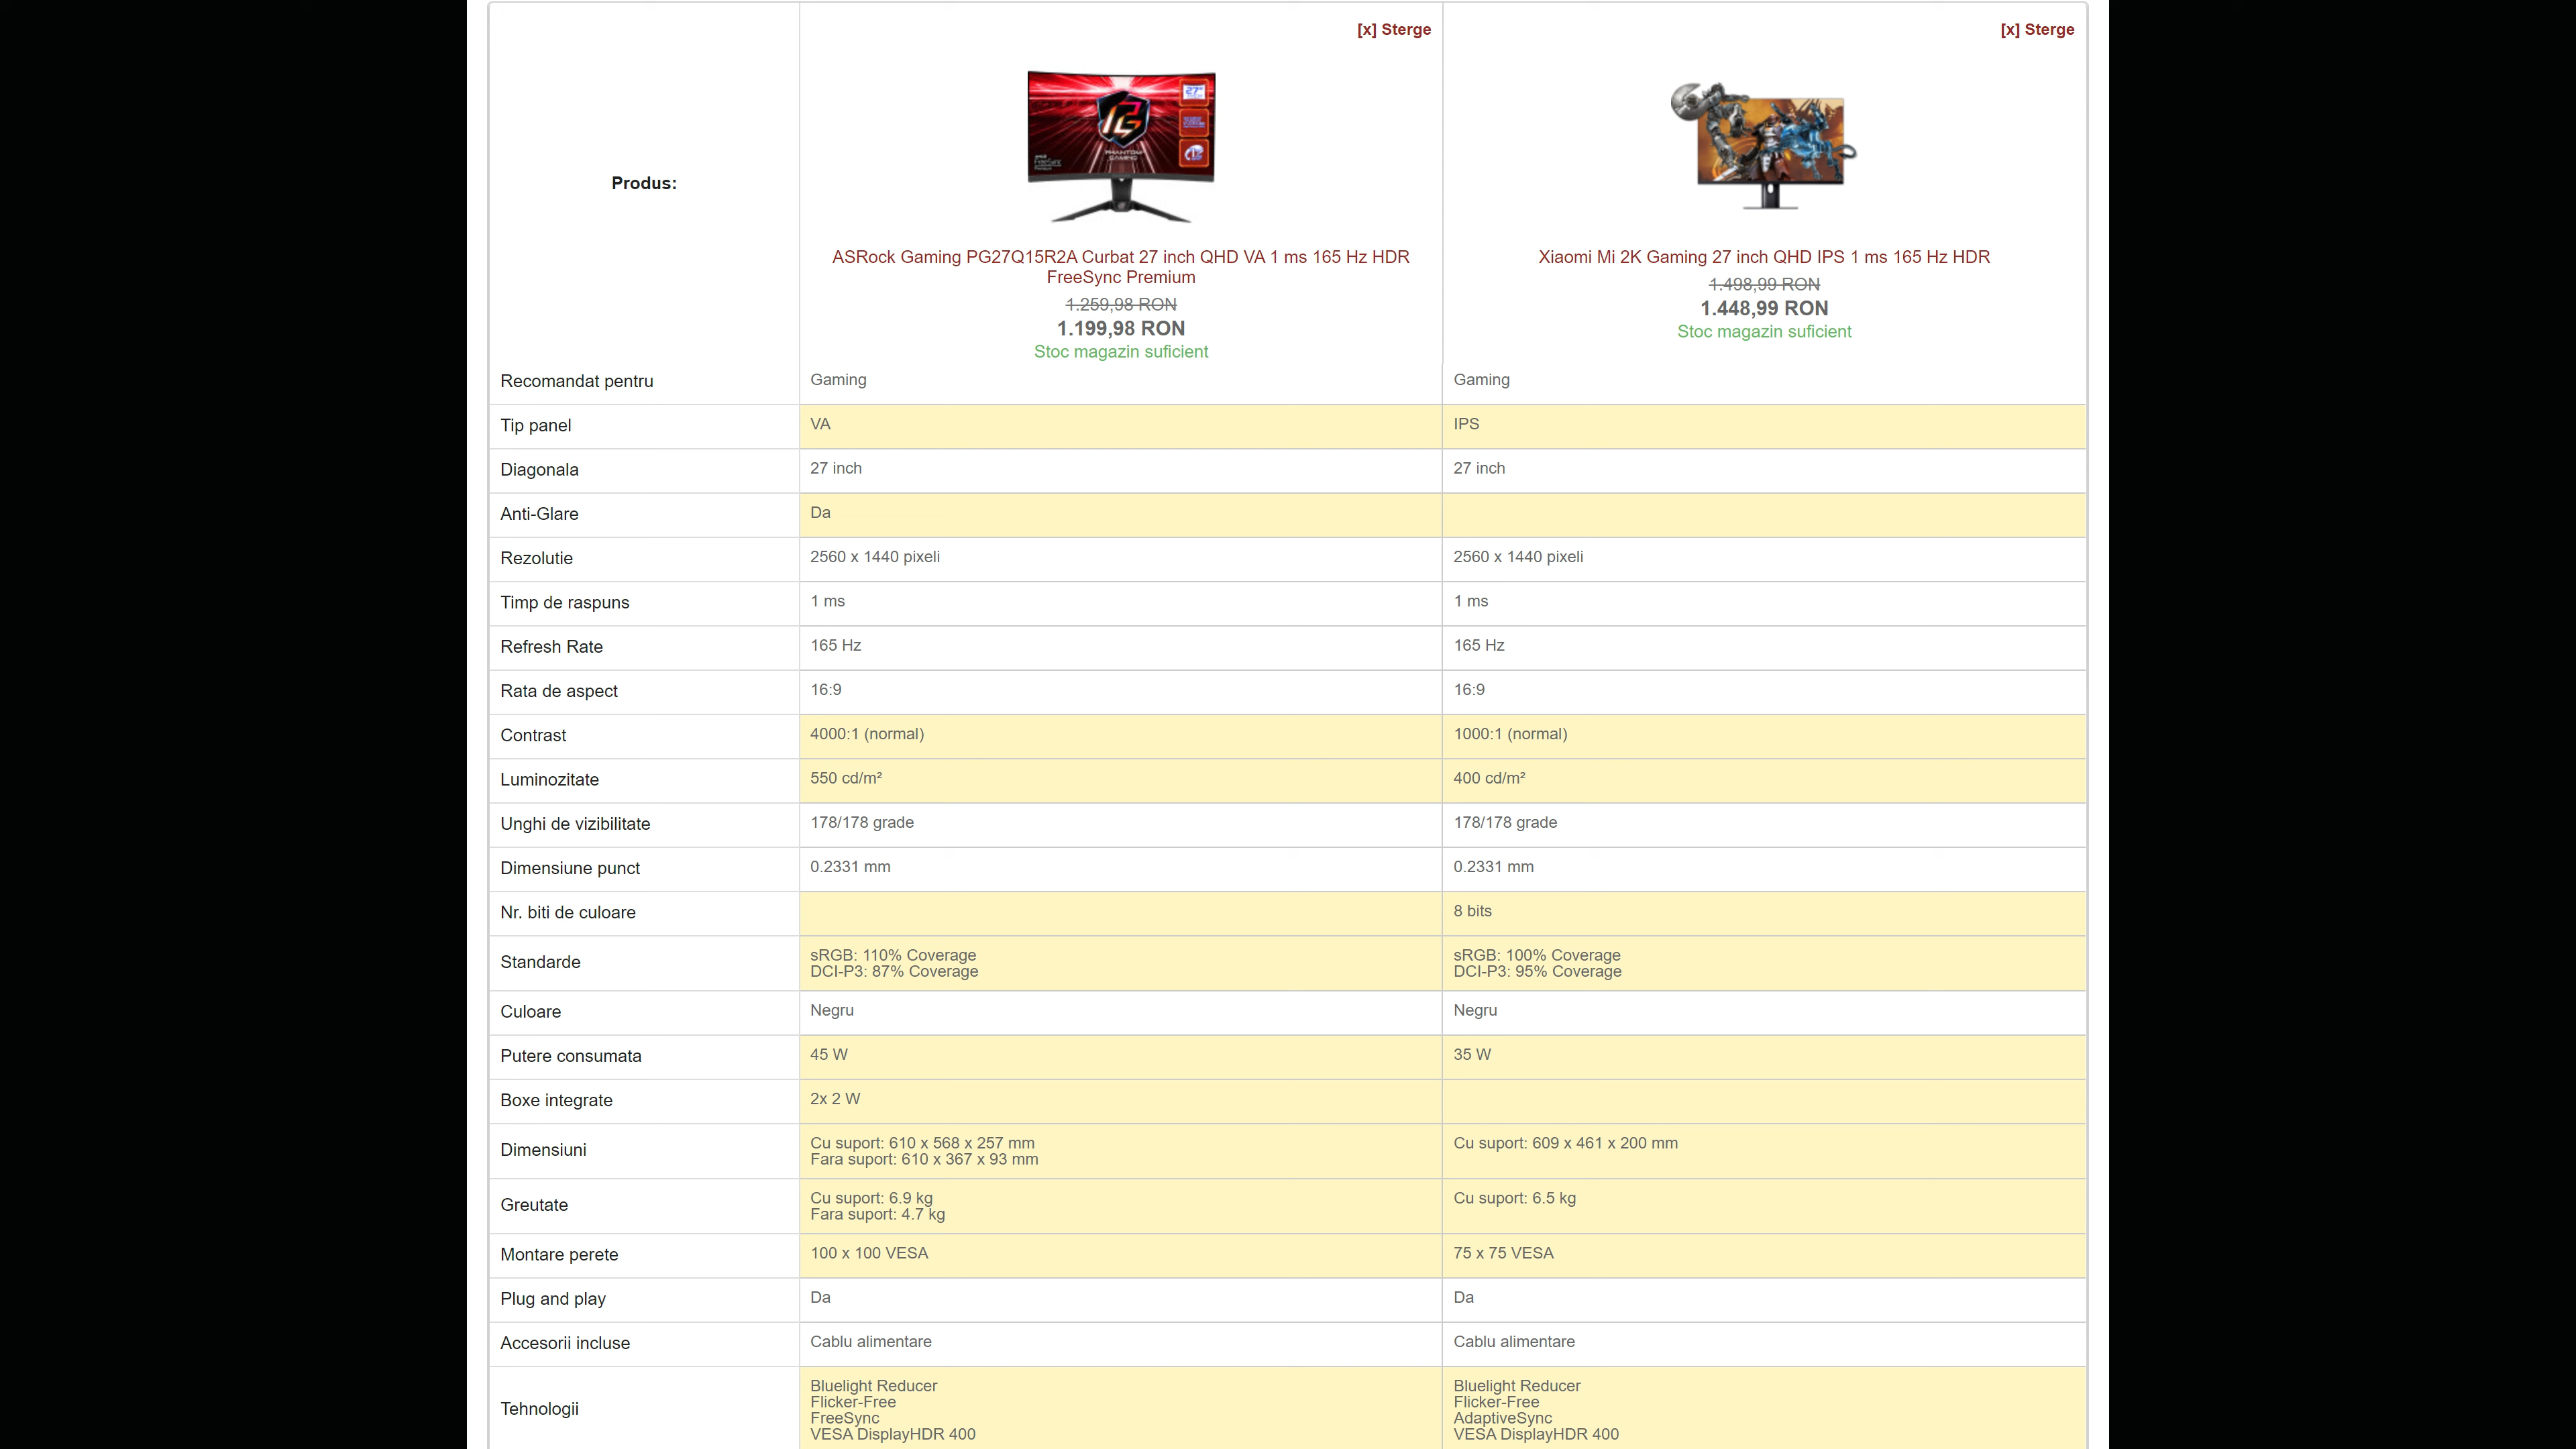 [x] Sterge
[x] Sterge
Produs:
27"
PHANTOM
GAMING
ASRock Gaming PG27Q15R2A Curbat 27 inch QHD VA 1 ms 165 Hz HDR
FreeSync Premium
1.259,98 RON
1.199,98 RON
Stoc magazin suficient
Xiaomi Mi 2K Gaming 27 inch QHD IPS 1 ms 165 Hz HDR
1.498,99 RON
1.448,99 RON
Stoc magazin suficient
Recomandat pentru
Gaming
Gaming
Tip panel
VA
IPS
Diagonala
27 inch
27 inch
Anti-Glare
Da
Rezolutie
2560 x 1440 pixeli
2560 x 1440 pixeli
Timp de raspuns
1 ms
1 ms
Refresh Rate
165 Hz
165 Hz
Rata de aspect
16:9
16:9
Contrast
4000:1 (normal)
1000:1 (normal)
Luminozitate
550 cd/m²
400 cd/m²
Unghi de vizibilitate
178/178 grade
178/178 grade
Dimensiune punct
0.2331 mm
0.2331 mm
Nr. biti de culoare
8 bits
Standarde
sRGB: 110% Coverage
DCI-P3: 87% Coverage
sRGB: 100% Coverage
DCI-P3: 95% Coverage
Culoare
Negru
Negru
Putere consumata
45 W
35 W
Boxe integrate
2x 2 W
Dimensiuni
Cu suport: 610 x 568 x 257 mm
Fara suport: 610 x 367 x 93 mm
Cu suport: 609 x 461 x 200 mm
Greutate
Cu suport: 6.9 kg
Fara suport: 4.7 kg
Cu suport: 6.5 kg
Montare perete
100 x 100 VESA
75 x 75 VESA
Plug and play
Da
Da
Accesorii incluse
Cablu alimentare
Cablu alimentare
Tehnologii
Bluelight Reducer
Flicker-Free
FreeSync
VESA DisplayHDR 400
Bluelight Reducer
Flicker-Free
AdaptiveSync
VESA DisplayHDR 400